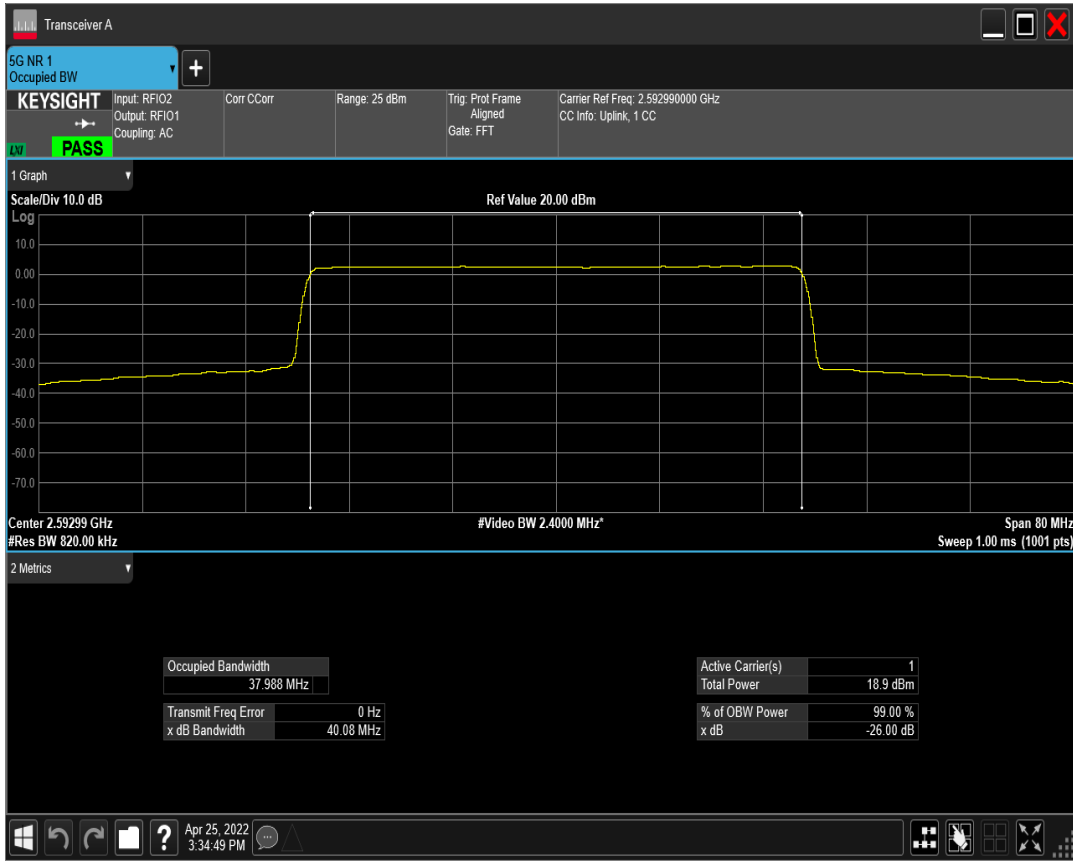 Transceiver A
5G NR 1
Occupied BW
+
KEYSIGHT
LXI
PASS
Input: RFIO2
Output: RFIO1
Coupling: AC
Corr CCorr
Range: 25 dBm
Trig: Prot Frame
Aligned
Gate: FFT
Carrier Ref Freq: 2.592990000 GHz
CC Info: Uplink, 1 CC
1 Graph
Scale/Div 10.0 dB
Ref Value 20.00 dBm
Log
10.0
0.00
-10.0
-20.0
-30.0
-40.0
-50.0
-60.0
-70.0
Center 2.59299 GHz
#Video BW 2.4000 MHz*
Span 80 MHz
#Res BW 820.00 kHz
Sweep 1.00 ms (1001 pts)
2 Metrics
Occupied Bandwidth
37.988 MHz
Transmit Freq Error 0 Hz
x dB Bandwidth 40.08 MHz
Active Carrier(s) 1
Total Power 18.9 dBm
% of OBW Power 99.00 %
x dB -26.00 dB
?
Apr 25, 2022
3:34:49 PM